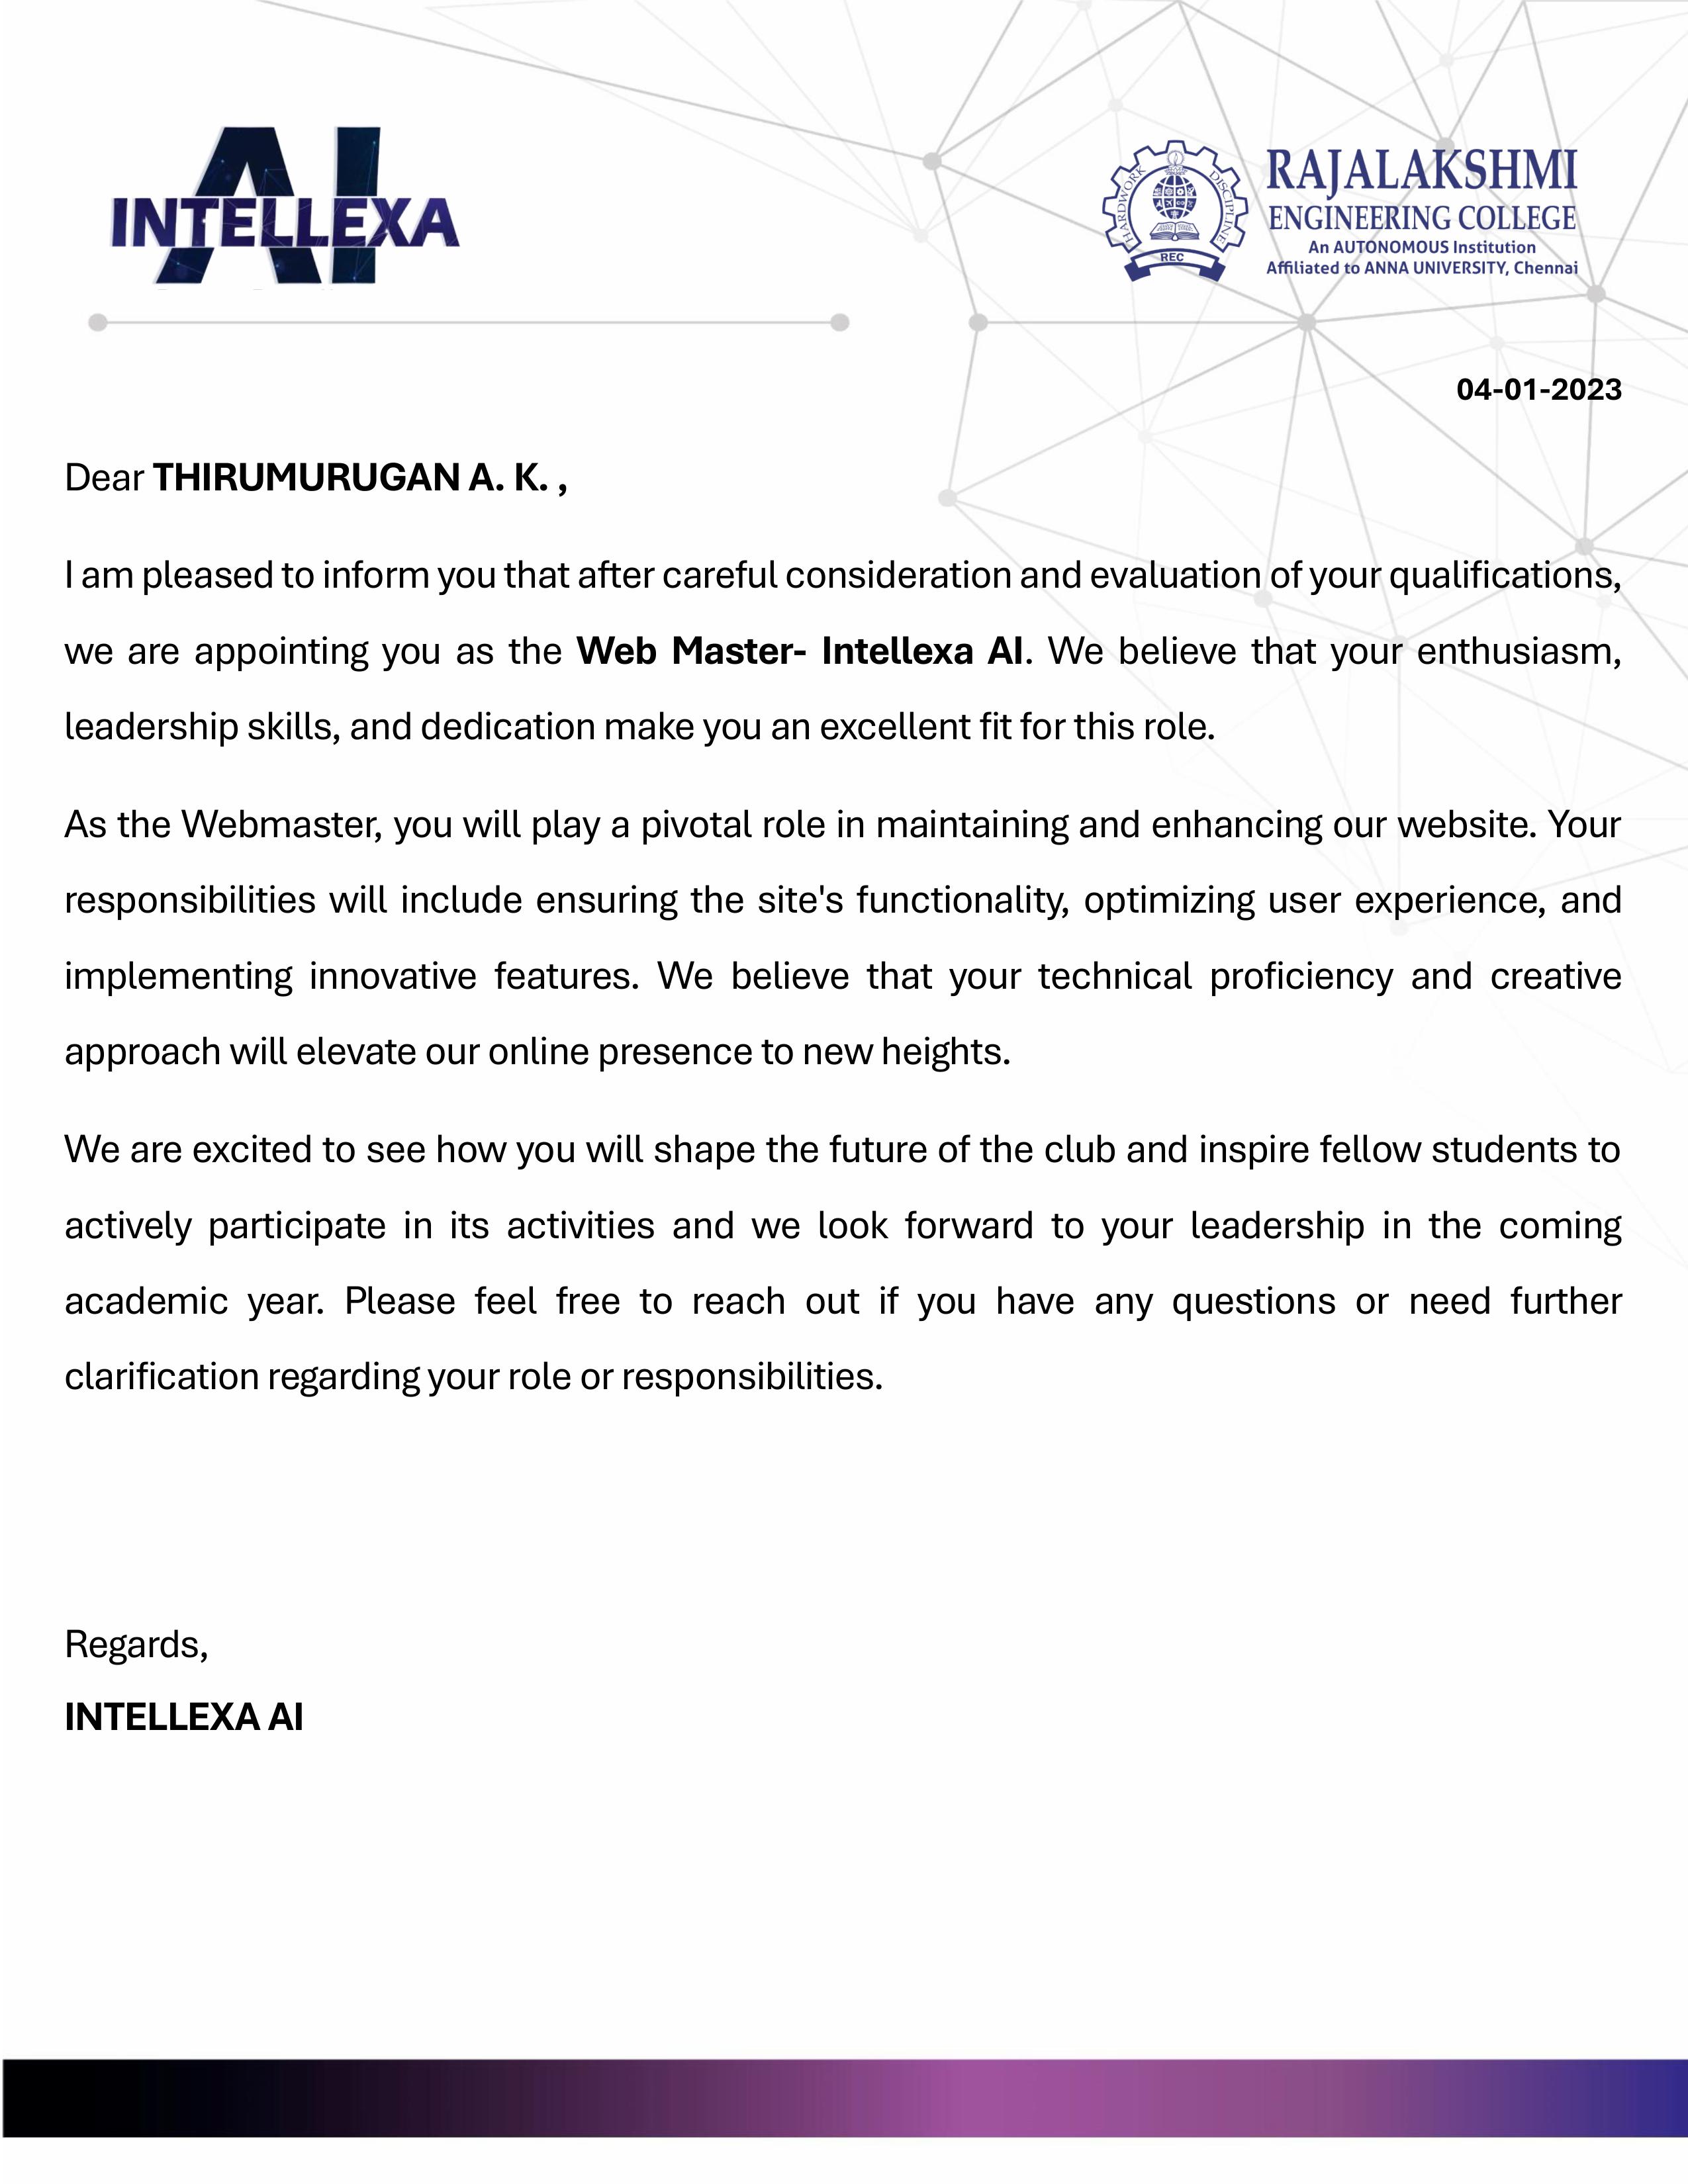 AI
INTELLEXA
HARDWORK
DISCIPLINE
REC
RAJALAKSHMI
ENGINEERING COLLEGE
An AUTONOMOUS Institution
Affiliated to ANNA UNIVERSITY, Chennai
04-01-2023
Dear THIRUMURUGAN A. K. ,
I am pleased to inform you that after careful consideration and evaluation of your qualifications,
we are appointing you as the Web Master- Intellexa AI. We believe that your enthusiasm,
leadership skills, and dedication make you an excellent fit for this role.
As the Webmaster, you will play a pivotal role in maintaining and enhancing our website. Your
responsibilities will include ensuring the site's functionality, optimizing user experience, and
implementing innovative features. We believe that your technical proficiency and creative
approach will elevate our online presence to new heights.
We are excited to see how you will shape the future of the club and inspire fellow students to
actively participate in its activities and we look forward to your leadership in the coming
academic year. Please feel free to reach out if you have any questions or need further
clarification regarding your role or responsibilities.
Regards,
INTELLEXA AI